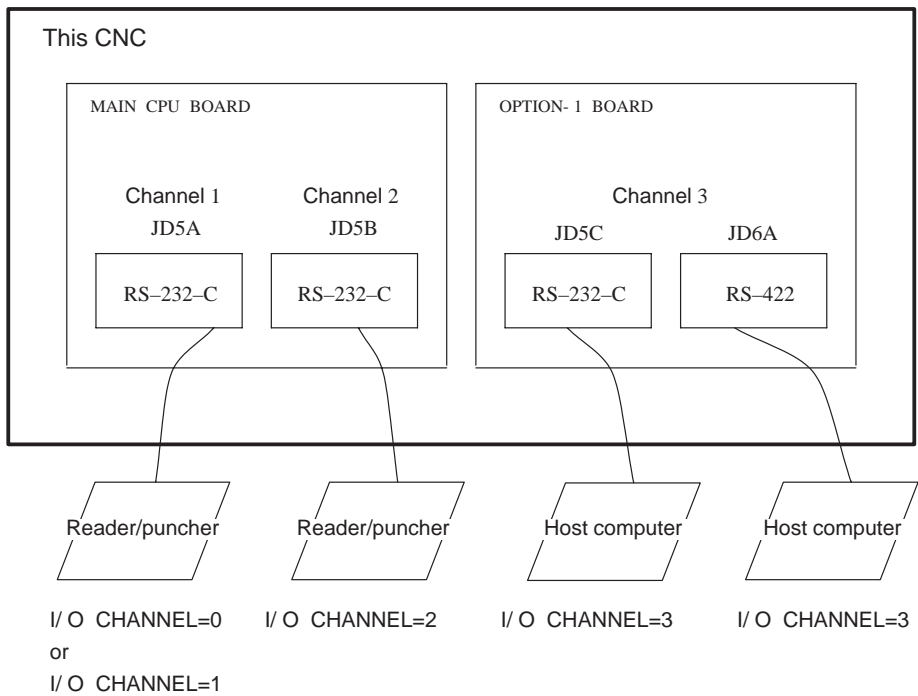 This CNC
MAIN CPU BOARD
OPTION- 1 BOARD
Channel 1
Channel 2
Channel 3
JD5A
JD5B
JD5C
JD6A
RS–232–C
RS–232–C
RS–232–C
RS–422
Reader/puncher
Reader/puncher
Host computer
Host computer
I/ O CHANNEL=0
or
I/ O CHANNEL=1
I/ O CHANNEL=2
I/ O CHANNEL=3
I/ O CHANNEL=3